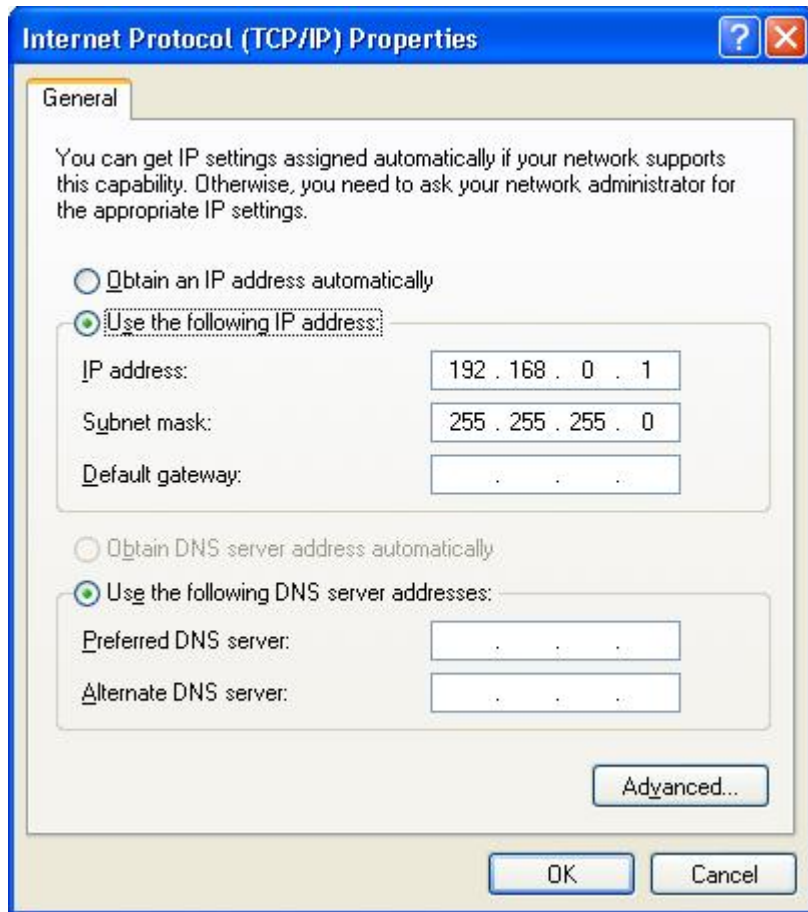 Internet Protocol (TCP/IP) Properties
?
General
You can get IP settings assigned automatically if your network supports
this capability. Otherwise, you need to ask your network administrator for
the appropriate IP settings.
Obtain an IP address automatically
Use the following IP address:
IP address: 192 . 168 . 0 . 1
Subnet mask: 255 . 255 . 255 . 0
Default gateway: . . .
Obtain DNS server address automatically
Use the following DNS server addresses:
Preferred DNS server: . . .
Alternate DNS server: . . .
Advanced...
OK Cancel